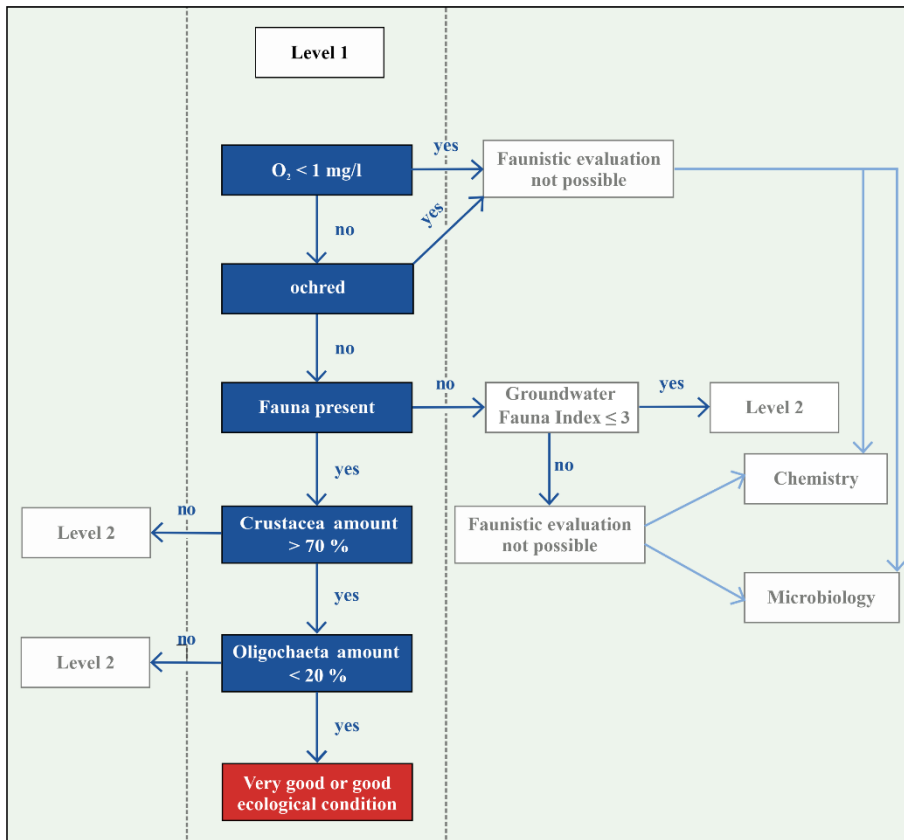 Level 1
yes
O₂ < 1 mg/l
Faunistic evaluation
not possible
yes
no
ochred
no
no
yes
Fauna present
Groundwater
Fauna Index ≤ 3
Level 2
yes
no
Chemistry
no
Level 2
Crustacea amount
> 70 %
Faunistic evaluation
not possible
yes
Microbiology
no
Level 2
Oligochaeta amount
< 20 %
yes
Very good or good
ecological condition